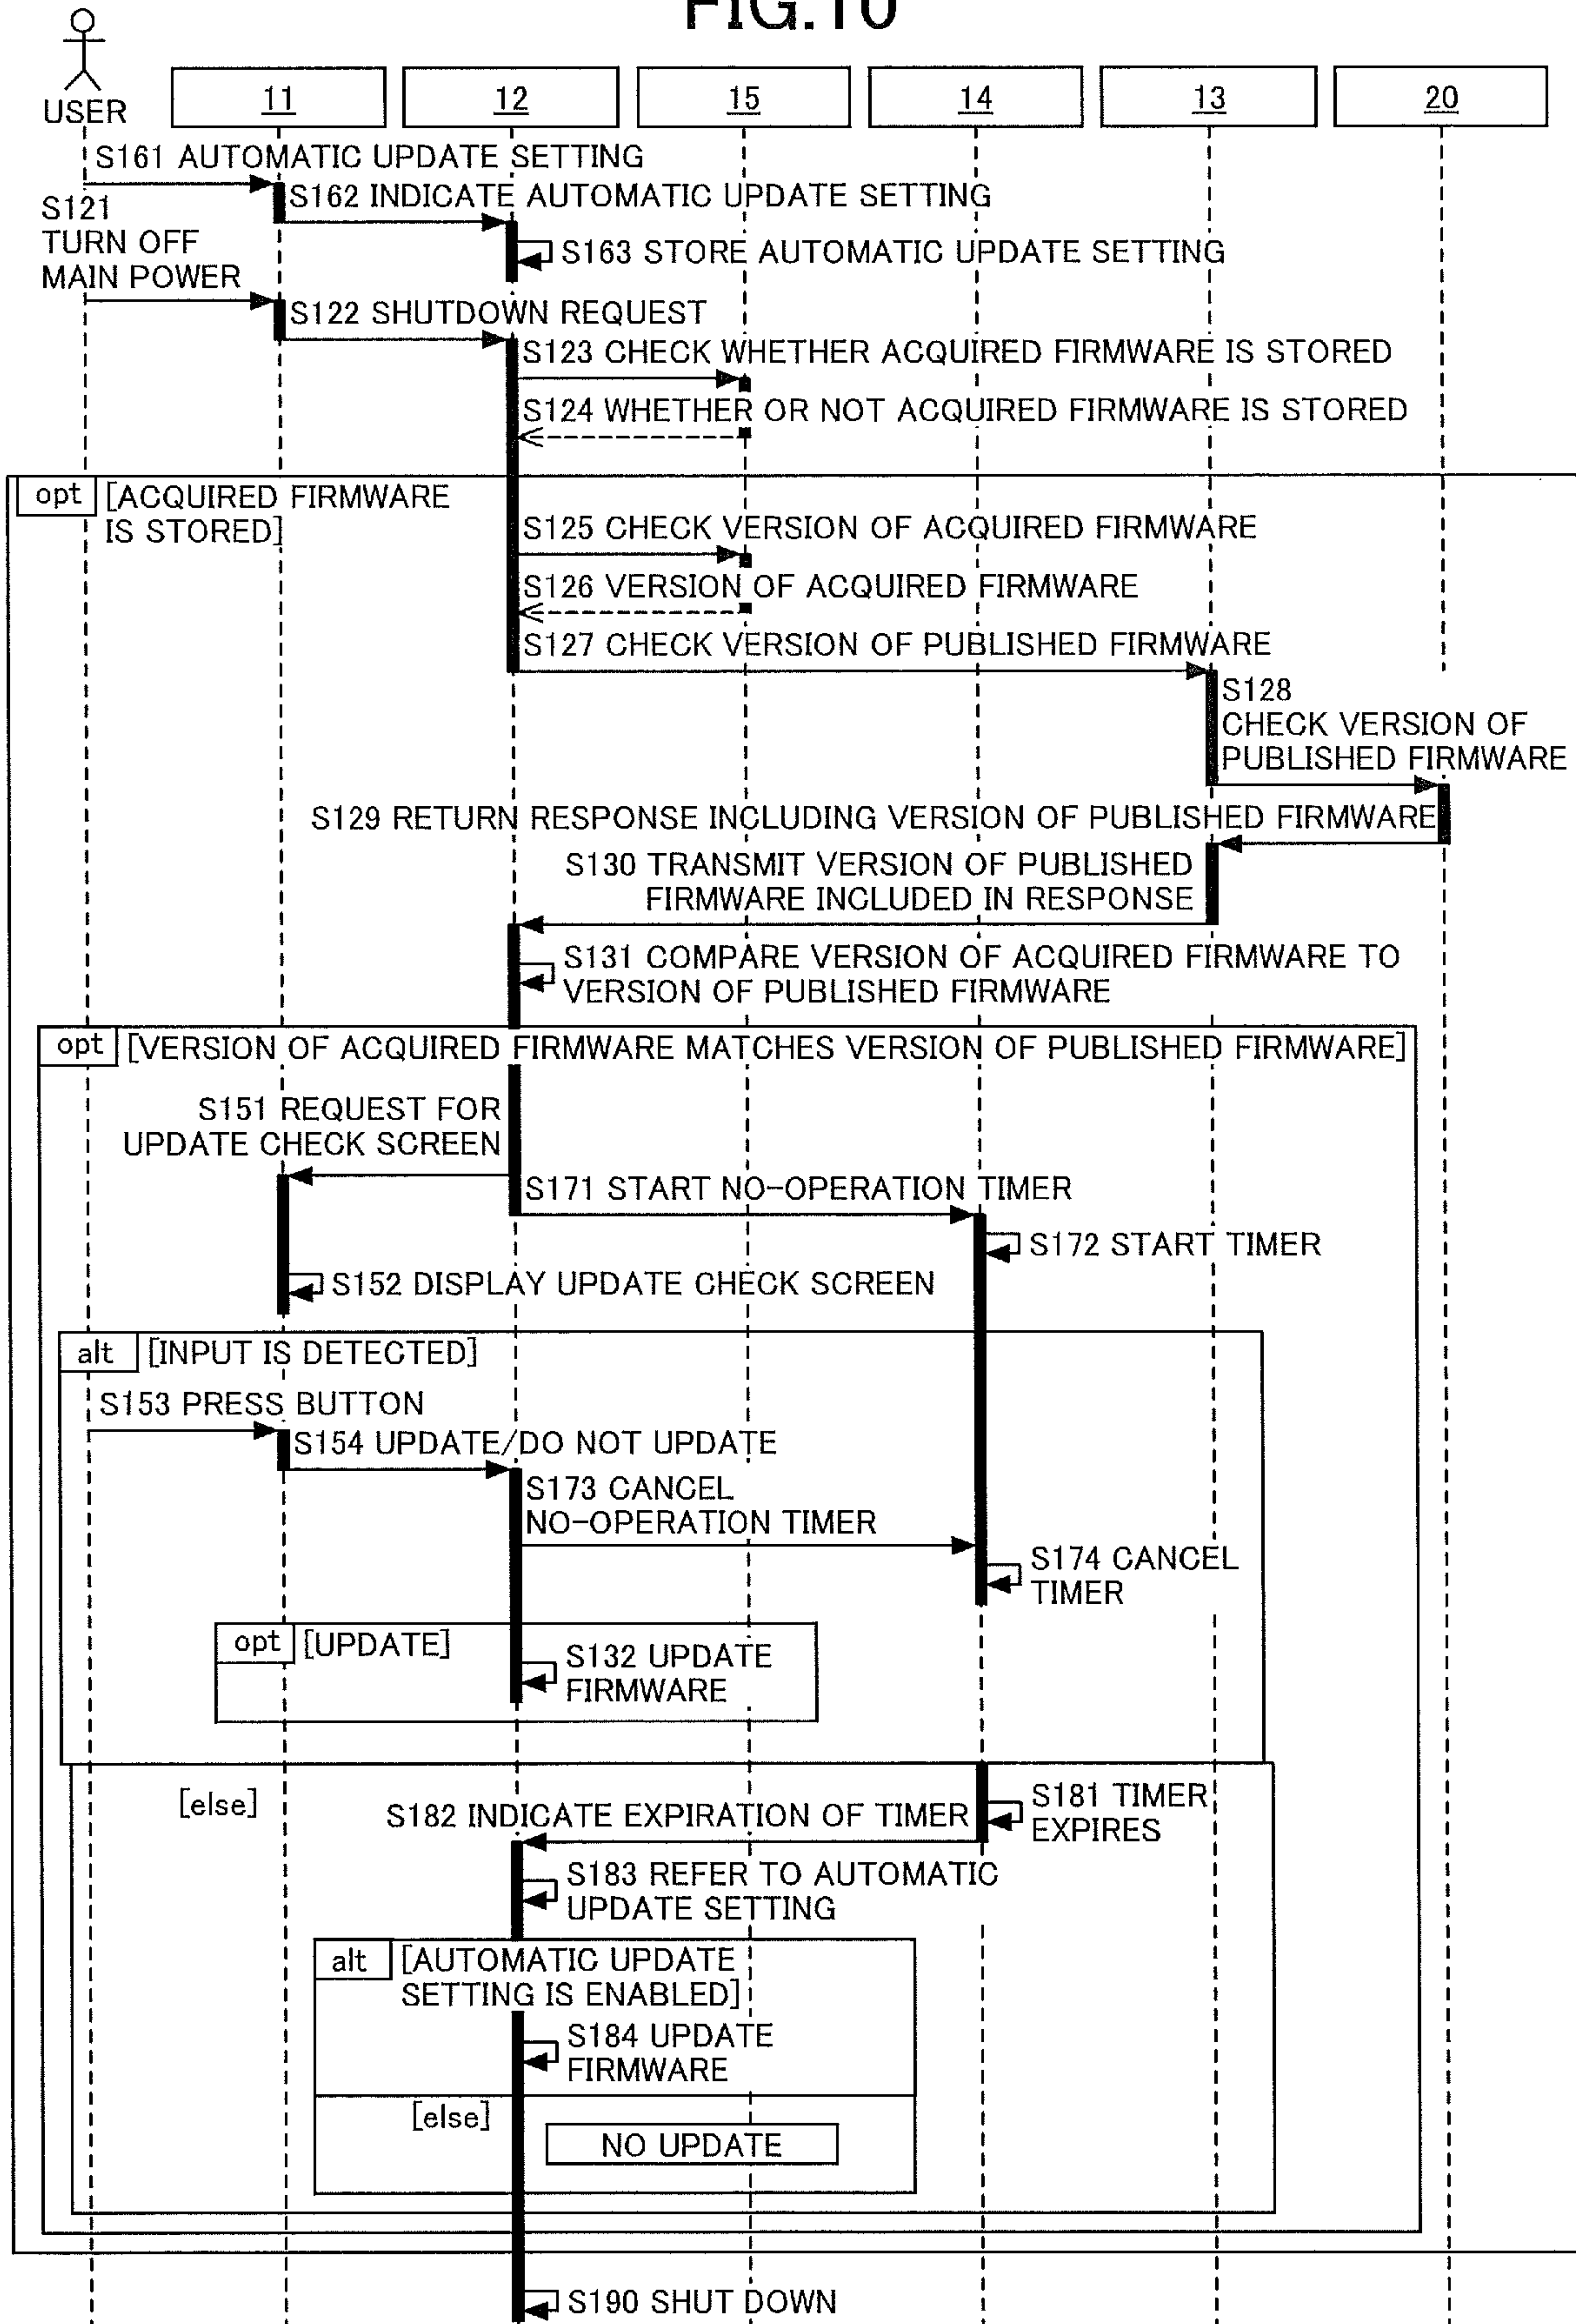 FIG.10
USER
11
12
15
14
13
20
S161 AUTOMATIC UPDATE SETTING
S162 INDICATE AUTOMATIC UPDATE SETTING
S163 STORE AUTOMATIC UPDATE SETTING
S121
TURN OFF
MAIN POWER
S122 SHUTDOWN REQUEST
S123 CHECK WHETHER ACQUIRED FIRMWARE IS STORED
S124 WHETHER OR NOT ACQUIRED FIRMWARE IS STORED
opt
[ACQUIRED FIRMWARE
IS STORED]
S125 CHECK VERSION OF ACQUIRED FIRMWARE
S126 VERSION OF ACQUIRED FIRMWARE
S127 CHECK VERSION OF PUBLISHED FIRMWARE
S128
CHECK VERSION OF
PUBLISHED FIRMWARE
S129 RETURN RESPONSE INCLUDING VERSION OF PUBLISHED FIRMWARE
S130 TRANSMIT VERSION OF PUBLISHED
FIRMWARE INCLUDED IN RESPONSE
S131 COMPARE VERSION OF ACQUIRED FIRMWARE TO
VERSION OF PUBLISHED FIRMWARE
opt
[VERSION OF ACQUIRED FIRMWARE MATCHES VERSION OF PUBLISHED FIRMWARE]
S151 REQUEST FOR
UPDATE CHECK SCREEN
S171 START NO-OPERATION TIMER
S172 START TIMER
S152 DISPLAY UPDATE CHECK SCREEN
alt
[INPUT IS DETECTED]
S153 PRESS BUTTON
S154 UPDATE/DO NOT UPDATE
S173 CANCEL
NO-OPERATION TIMER
S174 CANCEL
TIMER
opt
[UPDATE]
S132 UPDATE
FIRMWARE
[else]
S181 TIMER
EXPIRES
S182 INDICATE EXPIRATION OF TIMER
S183 REFER TO AUTOMATIC
UPDATE SETTING
alt
[AUTOMATIC UPDATE
SETTING IS ENABLED]
S184 UPDATE
FIRMWARE
[else]
NO UPDATE
S190 SHUT DOWN